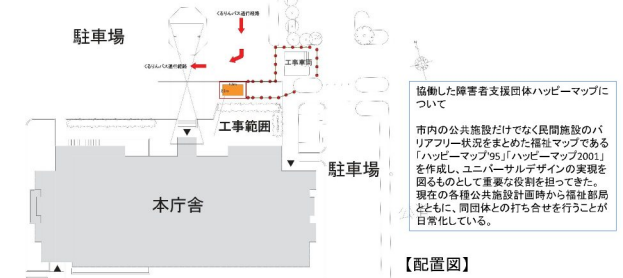 くるりんバス通行経路
駐車場
くるりんバス通行経路
工事車両
工事範囲
駐車場
本庁舎
協働した障害者支援団体ハッピーマップに
ついて
市内の公共施設だけでなく民間施設のバ
リアフリー状況をまとめた福祉マップである
「ハッピーマップ'95」「ハッピーマップ2001」
を作成し、ユニバーサルデザインの実現を
図るものとして重要な役割を担ってきた。
現在の各種公共施設計画時から福祉部局
とともに、同団体との打ち合せを行うことが
日常化している。
【配置図】